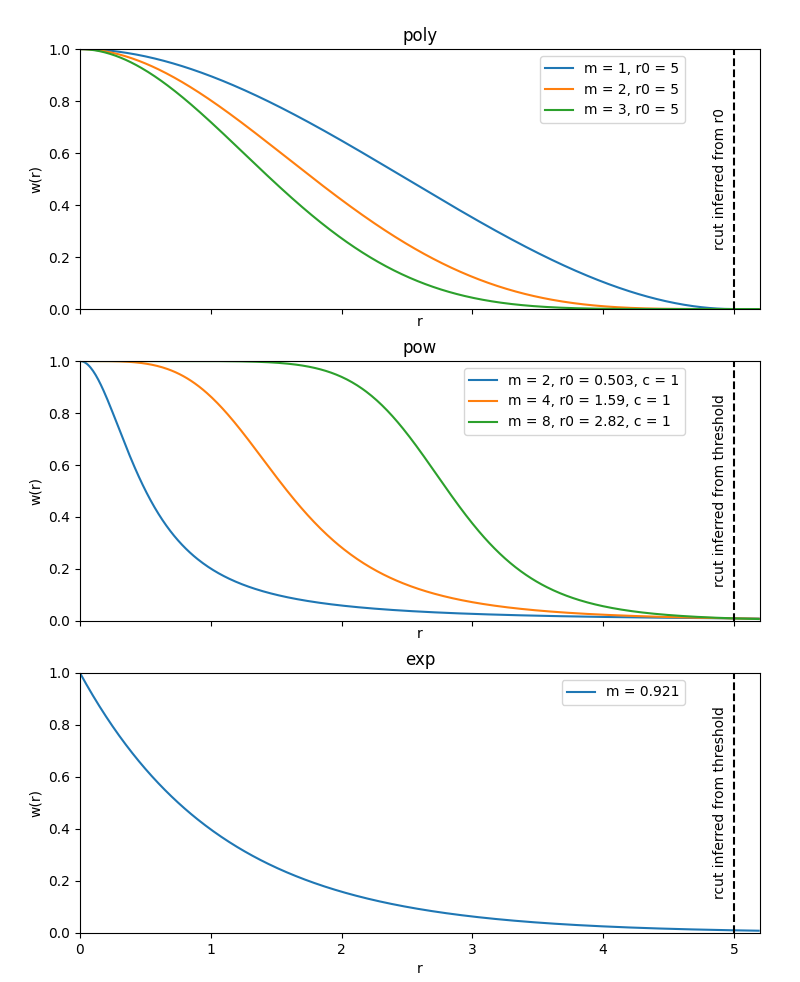 poly
1.0
0.8
0.6
0.4
0.2
0.0
w(r)
m = 1, r0 = 5
m = 2, r0 = 5
m = 3, r0 = 5
rcut inferred from r0
r
pow
1.0
0.8
0.6
0.4
0.2
0.0
w(r)
m = 2, r0 = 0.503, c = 1
m = 4, r0 = 1.59, c = 1
m = 8, r0 = 2.82, c = 1
rcut inferred from threshold
r
exp
1.0
0.8
0.6
0.4
0.2
0.0
w(r)
m = 0.921
rcut inferred from threshold
0 1 2 3 4 5
r